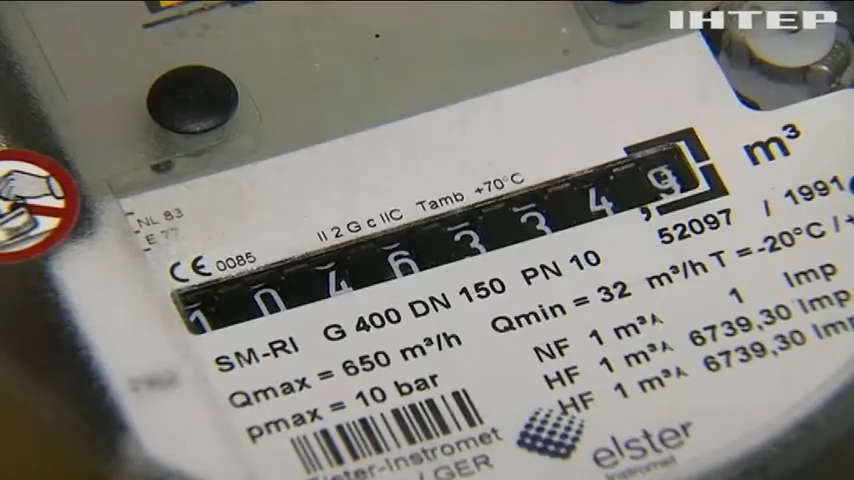 ІНТЕР
m³
NL 83
E 77
II 2 G c IIC Tamb +70°C
CE 0085
1 0 4 6 3 3 4 9
52097 / 1991
SM-RI G 400 DN 150 PN 10
Qmax = 650 m³/h Qmin = 32 m³/h T = -20°C / +
pmax = 10 bar
NF 1 m³ ≙ 1 Imp
HF 1 m³ ≙ 6739,30 Imp
HF 1 m³ ≙ 6739,30 Imp
Elster-Instromet
/ GER
elster
Instromet